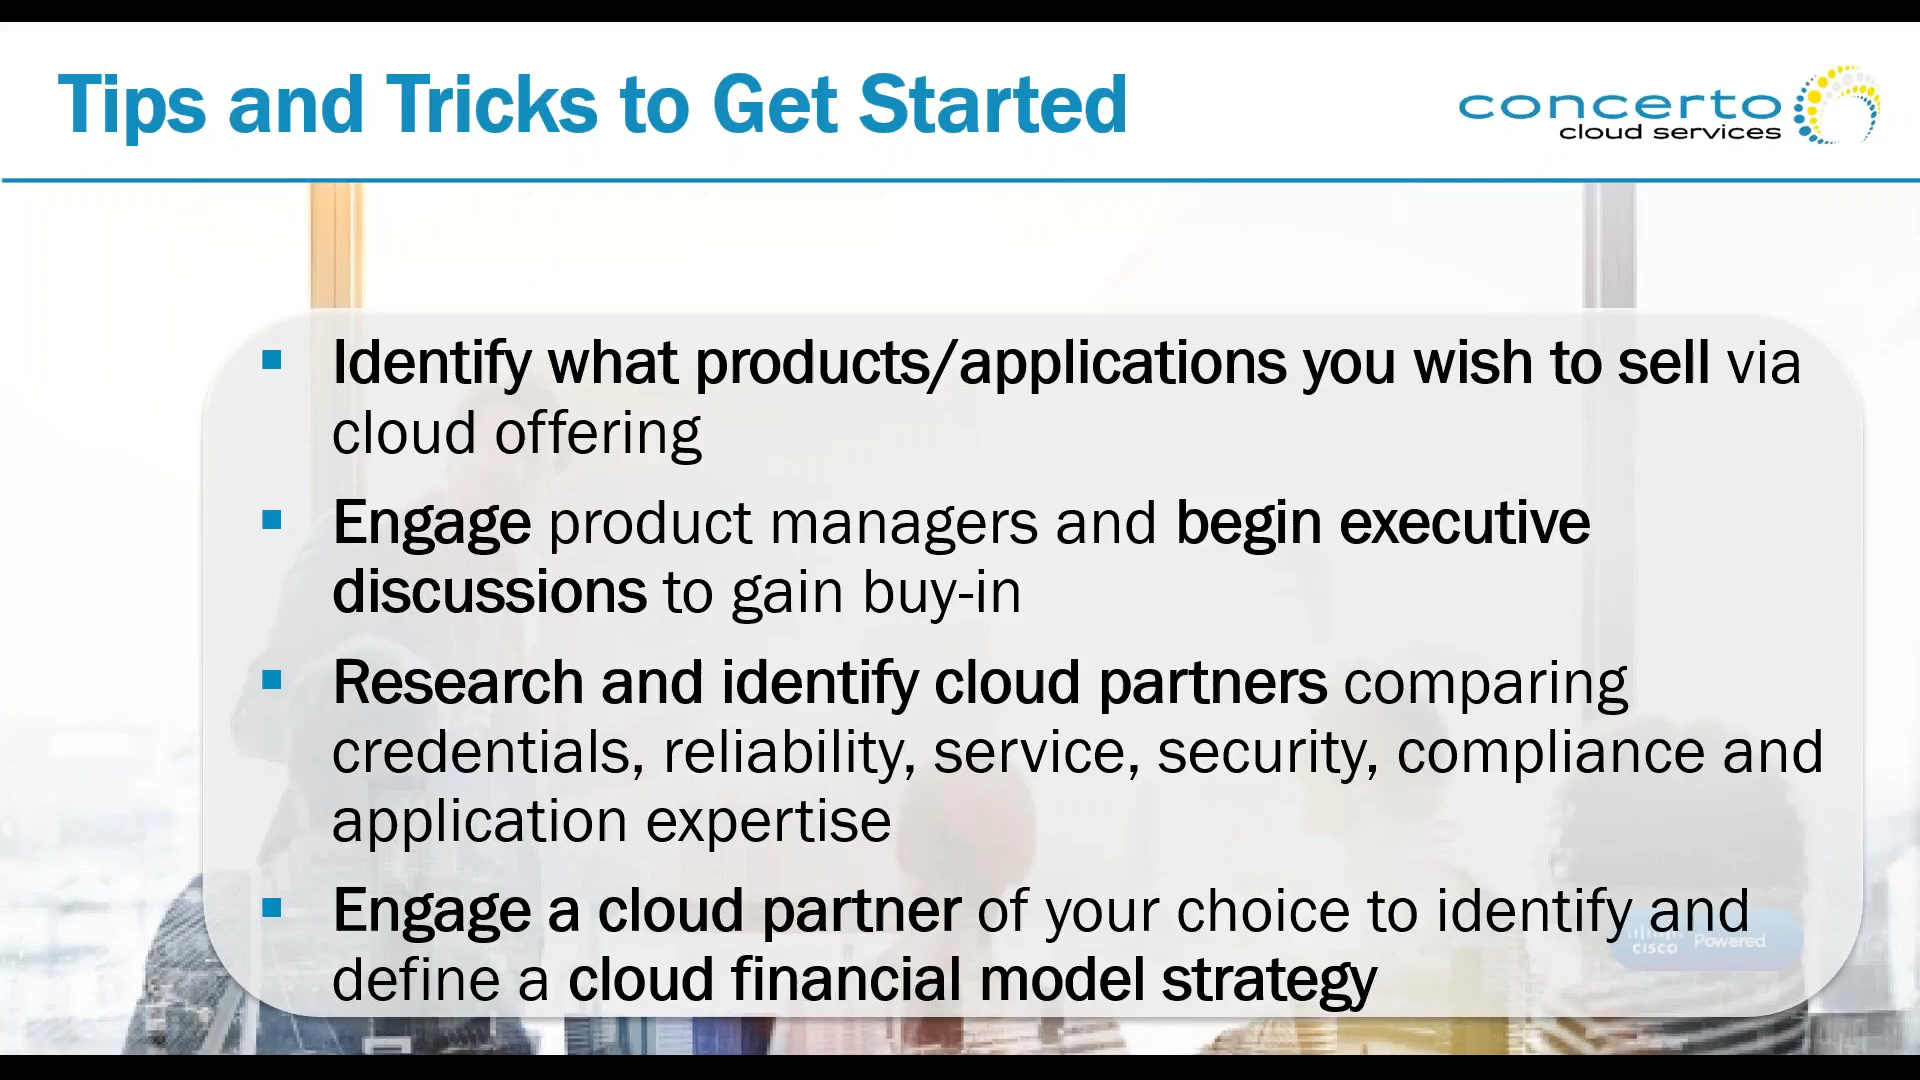 Tips and Tricks to Get Started
concerto
cloud services
Identify what products/applications you wish to sell via
cloud offering
Engage product managers and begin executive
discussions to gain buy-in
Research and identify cloud partners comparing
credentials, reliability, service, security, compliance and
application expertise
Engage a cloud partner of your choice to identify and
define a cloud financial model strategy
cisco Powered